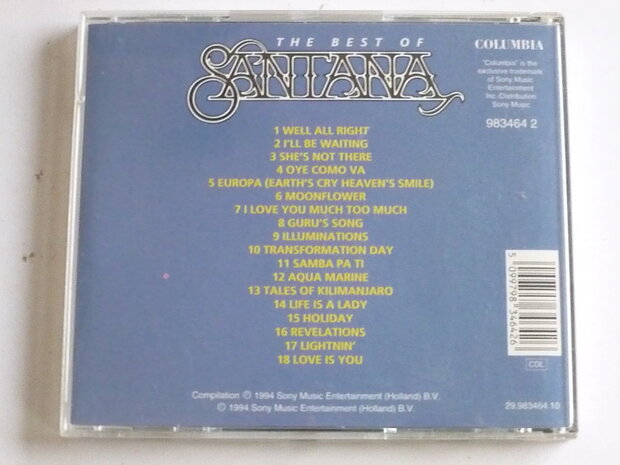 THE BEST OF
SANTANA
COLUMBIA
"Columbia" is the
exclusive trademark
of Sony Music
Entertainment
Inc. Distribution
Sony Music
983464 2
1 WELL ALL RIGHT
2 I'LL BE WAITING
3 SHE'S NOT THERE
4 OYE COMO VA
5 EUROPA (EARTH'S CRY HEAVEN'S SMILE)
6 MOONFLOWER
7 I LOVE YOU MUCH TOO MUCH
8 GURU'S SONG
9 ILLUMINATIONS
10 TRANSFORMATION DAY
11 SAMBA PA TI
12 AQUA MARINE
13 TALES OF KILIMANJARO
14 LIFE IS A LADY
15 HOLIDAY
16 REVELATIONS
17 LIGHTNIN'
18 LOVE IS YOU
5 099798 346426
CDL
Compilation ℗ 1994 Sony Music Entertainment (Holland) B.V.
© 1994 Sony Music Entertainment (Holland) B.V.
29.983464.10